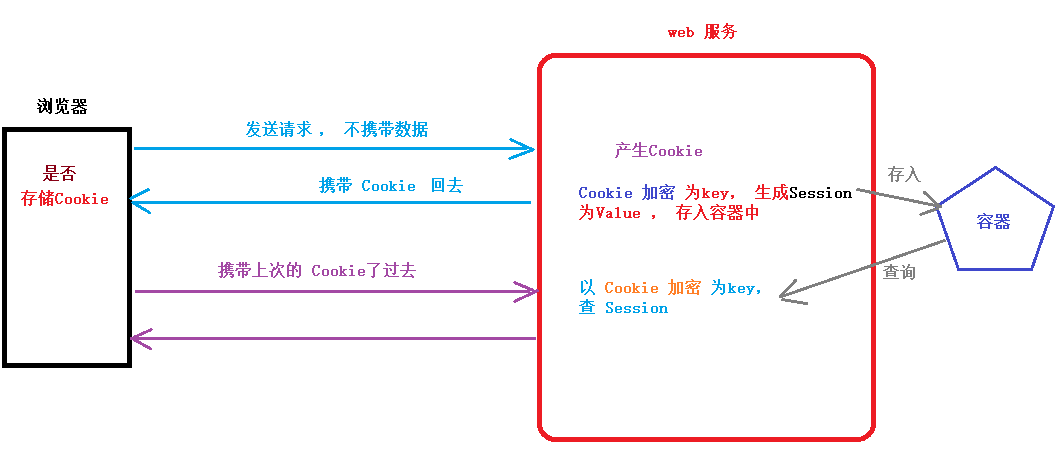 web 服务
浏览器
发送请求 ， 不携带数据
是否
存储Cookie
产生Cookie
携带 Cookie 回去
Cookie 加密 为key， 生成Session
为Value ， 存入容器中
存入
容器
携带上次的 Cookie了过去
查询
以 Cookie 加密 为key，
查 Session